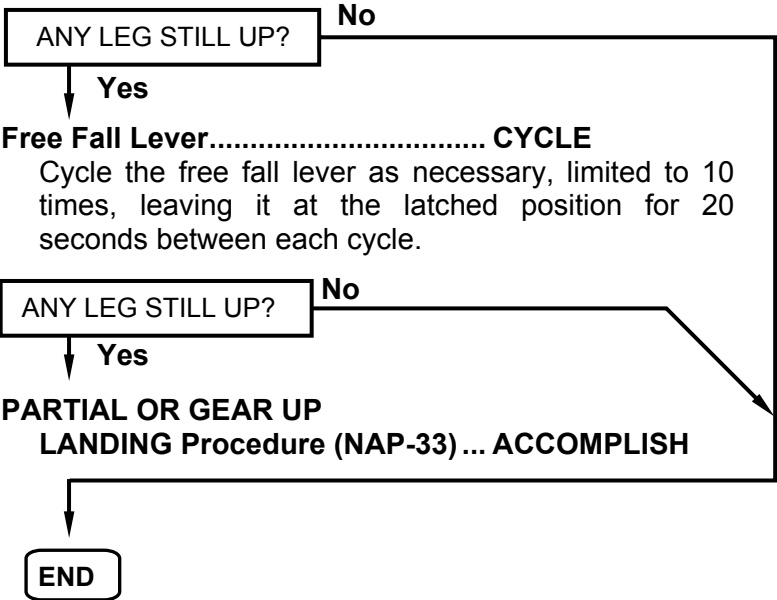 No
ANY LEG STILL UP?
Yes
Free Fall Lever.................................. CYCLE
Cycle the free fall lever as necessary, limited to 10
times, leaving it at the latched position for 20
seconds between each cycle.
No
ANY LEG STILL UP?
Yes
PARTIAL OR GEAR UP
LANDING Procedure (NAP-33) ... ACCOMPLISH
END